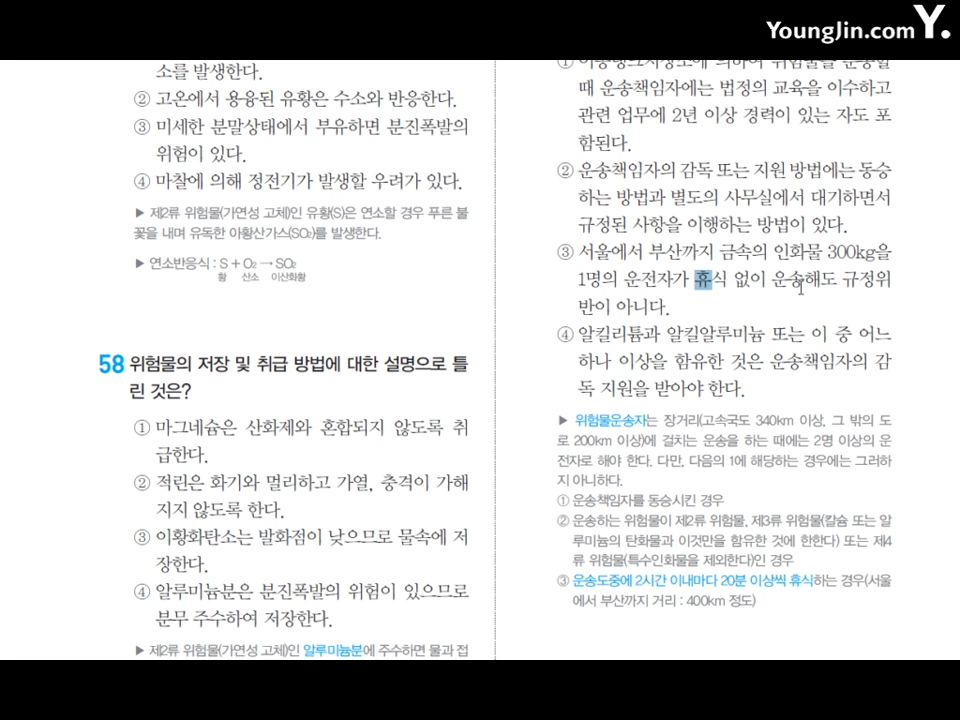 YoungJin.com Y.
소를 발생한다.
② 고온에서 용융된 유황은 수소와 반응한다.
③ 미세한 분말상태에서 부유하면 분진폭발의
위험이 있다.
④ 마찰에 의해 정전기가 발생할 우려가 있다.
▶ 제2류 위험물(가연성 고체)인 유황(S)은 연소할 경우 푸른 불
꽃을 내며 유독한 아황산가스(SO₂)를 발생한다.
▶ 연소반응식 : S + O₂ → SO₂
황 산소 이산화황
58 위험물의 저장 및 취급 방법에 대한 설명으로 틀
린 것은?
① 마그네슘은 산화제와 혼합되지 않도록 취
급한다.
② 적린은 화기와 멀리하고 가열, 충격이 가해
지지 않도록 한다.
③ 이황화탄소는 발화점이 낮으므로 물속에 저
장한다.
④ 알루미늄분은 분진폭발의 위험이 있으므로
분무 주수하여 저장한다.
▶ 제2류 위험물(가연성 고체)인 알루미늄분에 주수하면 물과 접
① 이동탱크저장소에 의하여 위험물을 운송할
때 운송책임자에는 법정의 교육을 이수하고
관련 업무에 2년 이상 경력이 있는 자도 포
함된다.
② 운송책임자의 감독 또는 지원 방법에는 동승
하는 방법과 별도의 사무실에서 대기하면서
규정된 사항을 이행하는 방법이 있다.
③ 서울에서 부산까지 금속의 인화물 300kg을
1명의 운전자가 휴식 없이 운송해도 규정위
반이 아니다.
④ 알킬리튬과 알킬알루미늄 또는 이 중 어느
하나 이상을 함유한 것은 운송책임자의 감
독 지원을 받아야 한다.
▶ 위험물운송자는 장거리(고속국도 340km 이상, 그 밖의 도
로 200km 이상)에 걸치는 운송을 하는 때에는 2명 이상의 운
전자로 해야 한다. 다만, 다음의 1에 해당하는 경우에는 그러하
지 아니하다.
① 운송책임자를 동승시킨 경우
② 운송하는 위험물이 제2류 위험물, 제3류 위험물(칼슘 또는 알
루미늄의 탄화물과 이것만을 함유한 것에 한한다) 또는 제4
류 위험물(특수인화물을 제외한다)인 경우
③ 운송도중에 2시간 이내마다 20분 이상씩 휴식하는 경우(서울
에서 부산까지 거리 : 400km 정도)